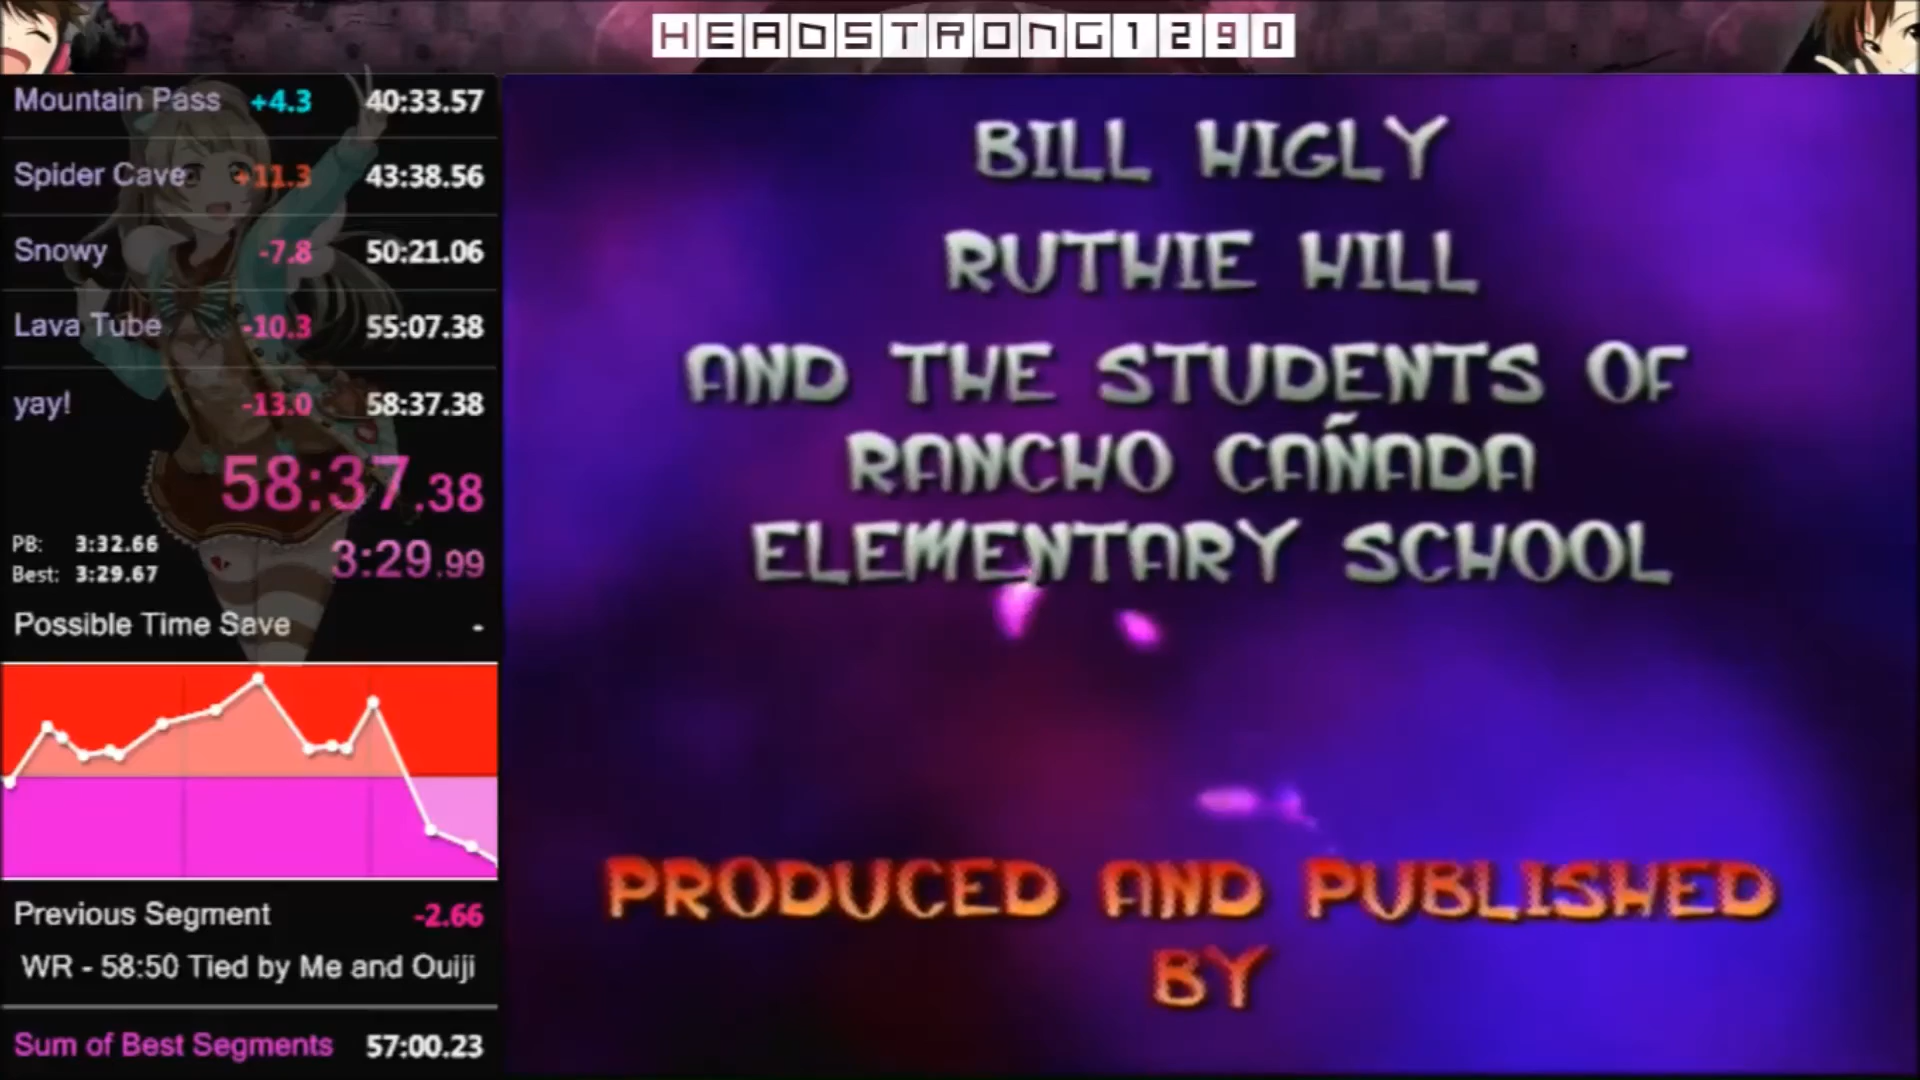 HEADSTRONG1290
Mountain Pass +4.3 40:33.57
Spider Cave +11.3 43:38.56
Snowy -7.8 50:21.06
Lava Tube -10.3 55:07.38
yay! -13.0 58:37.38
58:37.38
PB: 3:32.66
Best: 3:29.67
3:29.99
Possible Time Save -
Previous Segment -2.66
WR - 58:50 Tied by Me and Ouiji
Sum of Best Segments 57:00.23
BILL HIGLY
RUTHIE HILL
AND THE STUDENTS OF
RANCHO CAÑADA
ELEMENTARY SCHOOL
PRODUCED AND PUBLISHED
BY